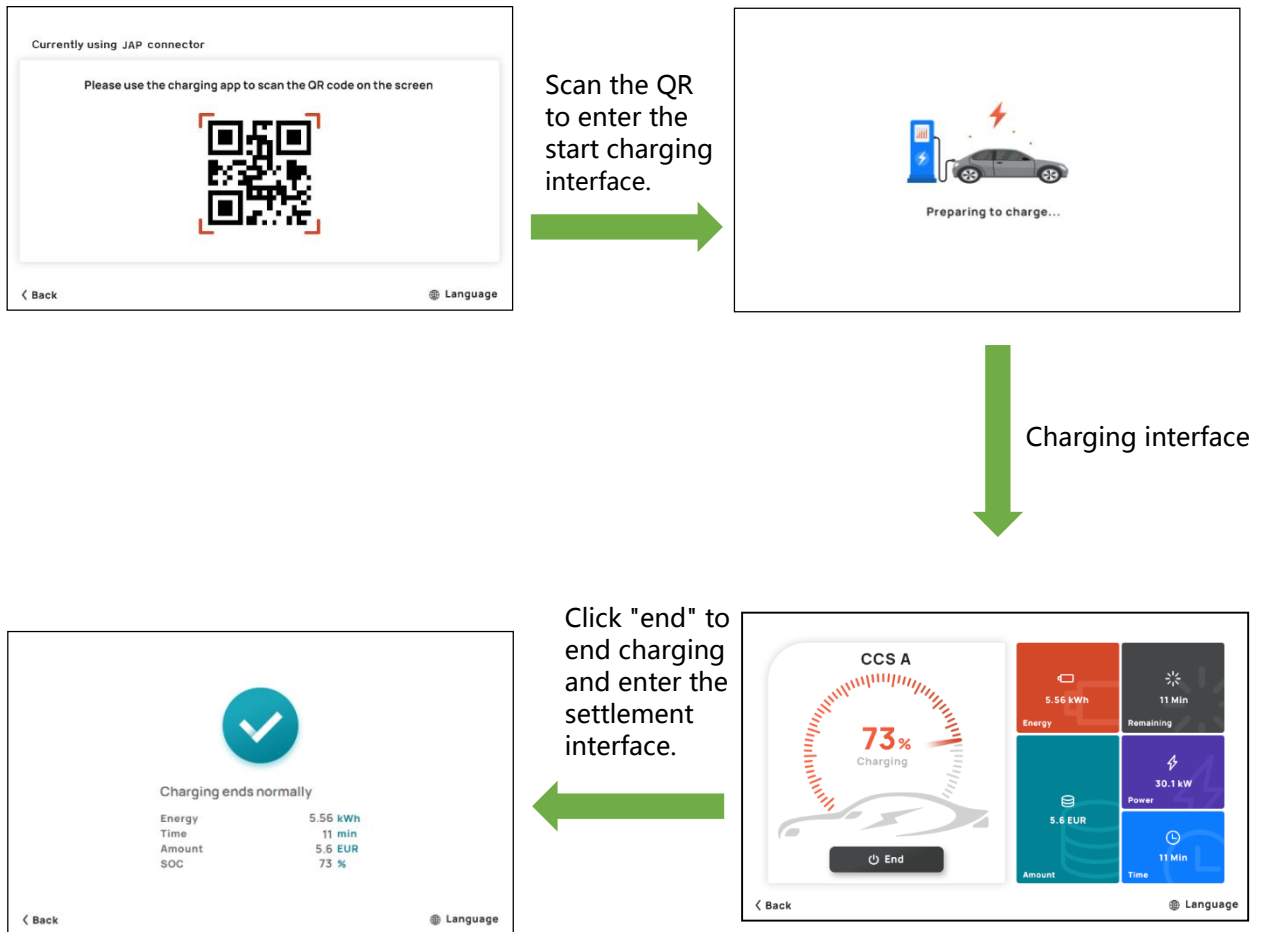 Currently using JAP connector
Please use the charging app to scan the QR code on the screen
< Back
Language
Scan the QR
to enter the
start charging
interface.
Preparing to charge...
Charging interface
CCS A
73%
Charging
End
5.56 kWh
Energy
11 Min
Remaining
5.6 EUR
Amount
30.1 kW
Power
11 Min
Time
< Back
Language
Click "end" to
end charging
and enter the
settlement
interface.
Charging ends normally
Energy 5.56 kWh
Time 11 min
Amount 5.6 EUR
SOC 73 %
< Back
Language